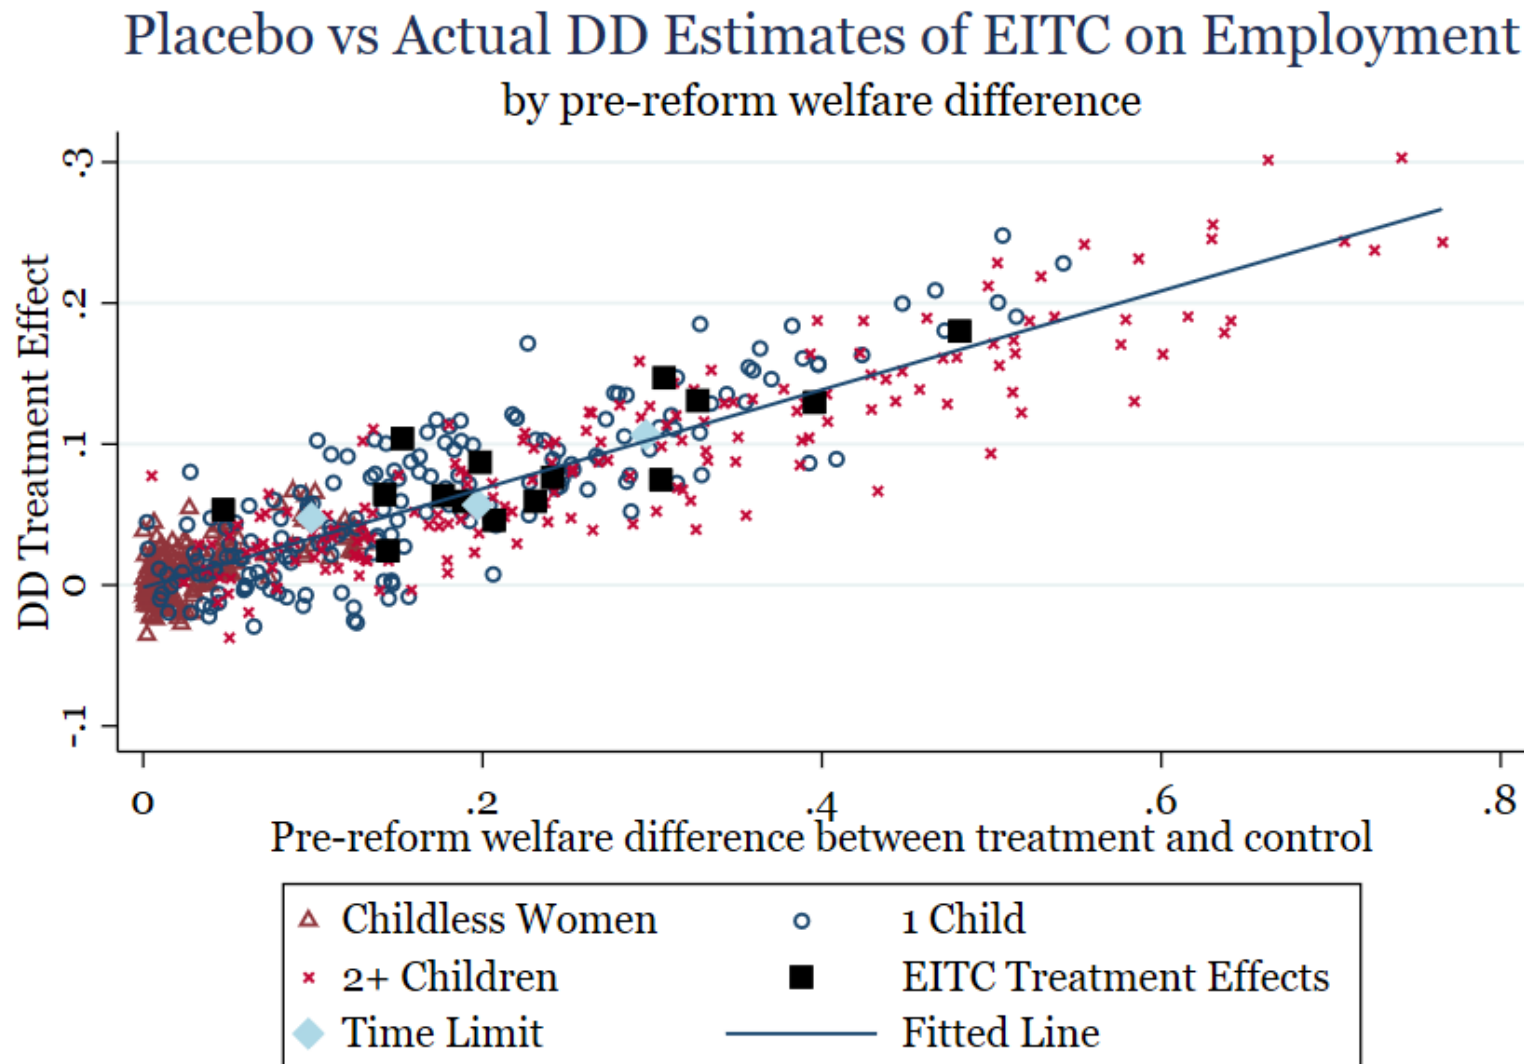 Placebo vs Actual DD Estimates of EITC on Employment
by pre-reform welfare difference
DD Treatment Effect
.3
.2
.1
0
-.1
0 .2 .4 .6 .8
Pre-reform welfare difference between treatment and control
Childless Women 1 Child
2+ Children EITC Treatment Effects
Time Limit Fitted Line